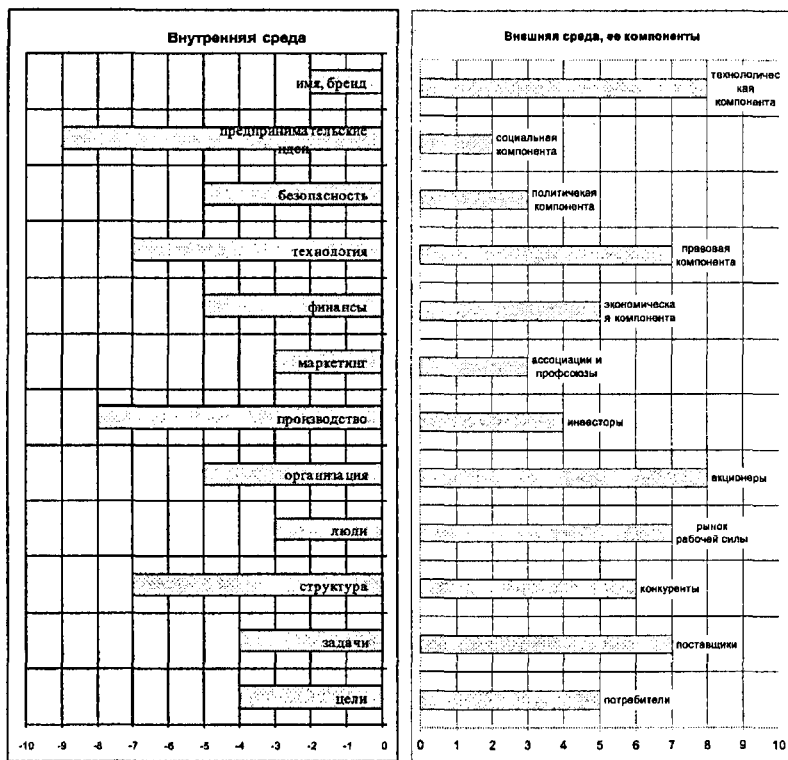 Внутренняя среда
имя, бренд
предпринимательские
идеи
безопасность
технология
финансы
маркетинг
производство
организация
люди
структура
задачи
цели
-10 -9 -8 -7 -6 -5 -4 -3 -2 -1 0
Внешняя среда, ее компоненты
технологичес
кая
компонента
социальная
компонента
политичекая
компонента
правовая
компонента
экономическа
я компонента
ассоциации и
профсоюзы
инвесторы
акционеры
рынок
рабочей силы
конкуренты
поставщики
потребители
0 1 2 3 4 5 6 7 8 9 10